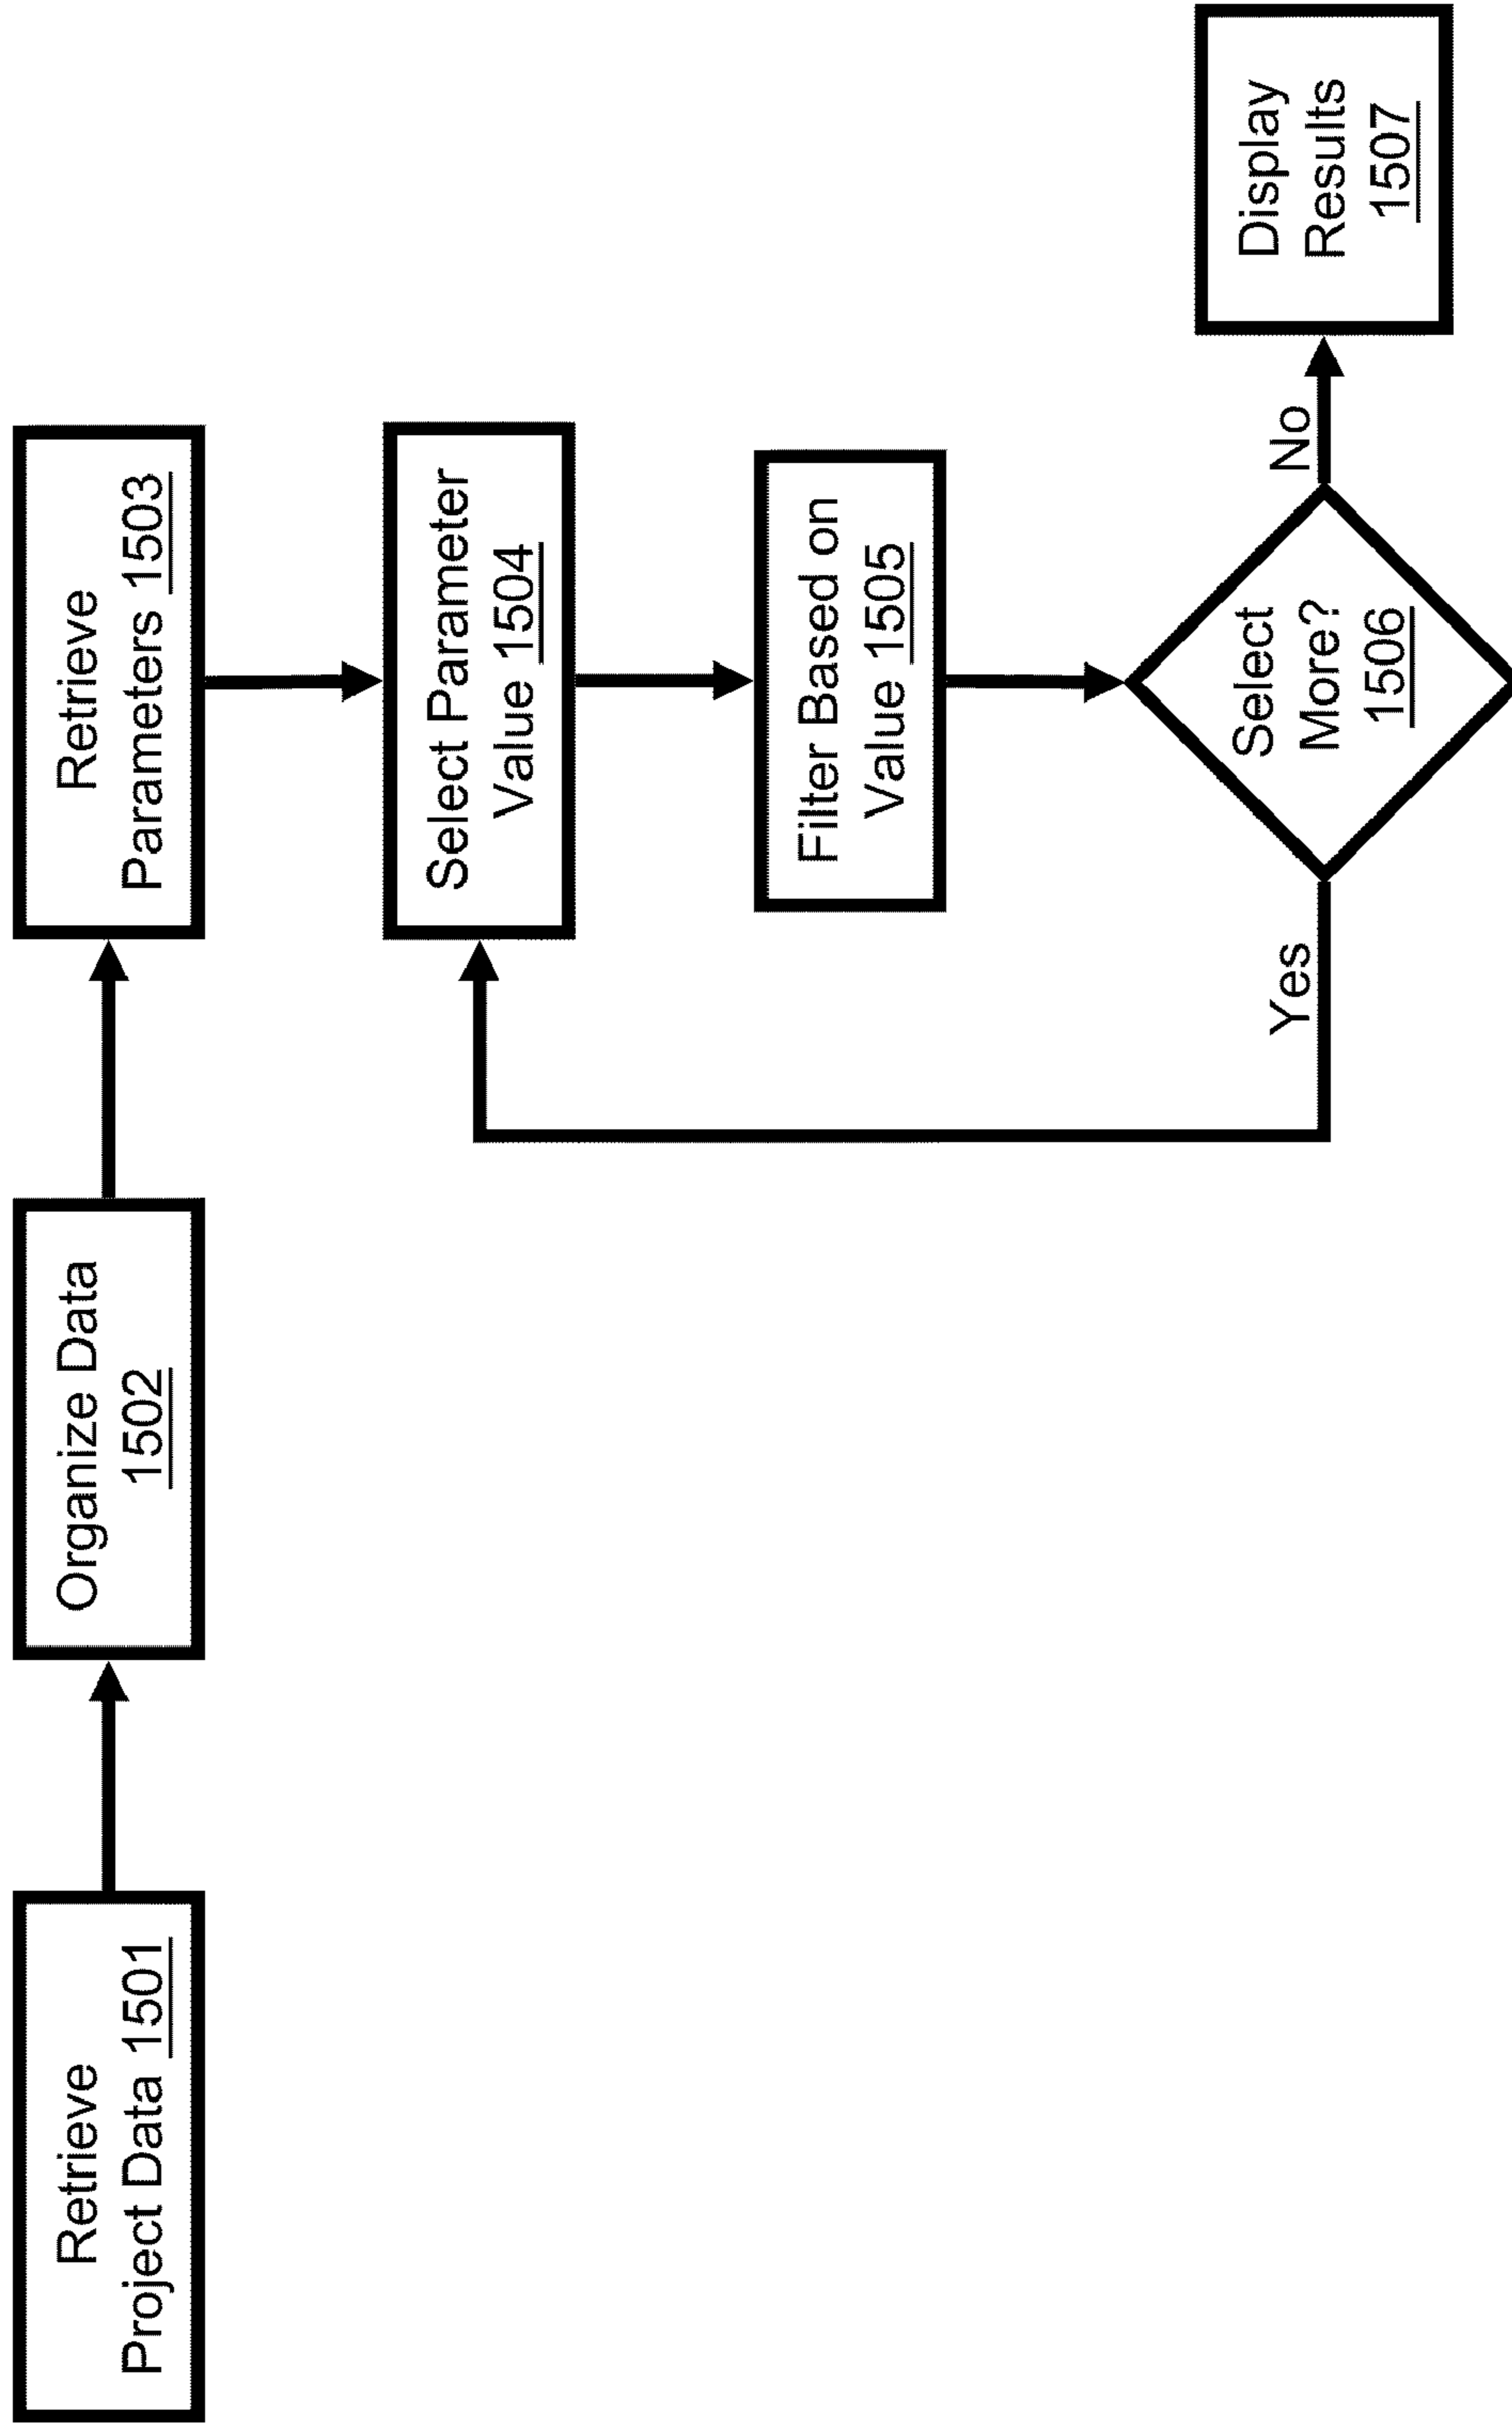 Retrieve
Project Data 1501
Organize Data
1502
Retrieve
Parameters 1503
Select Parameter
Value 1504
Filter Based on
Value 1505
Select
More?
1506
Yes
No
Display
Results
1507